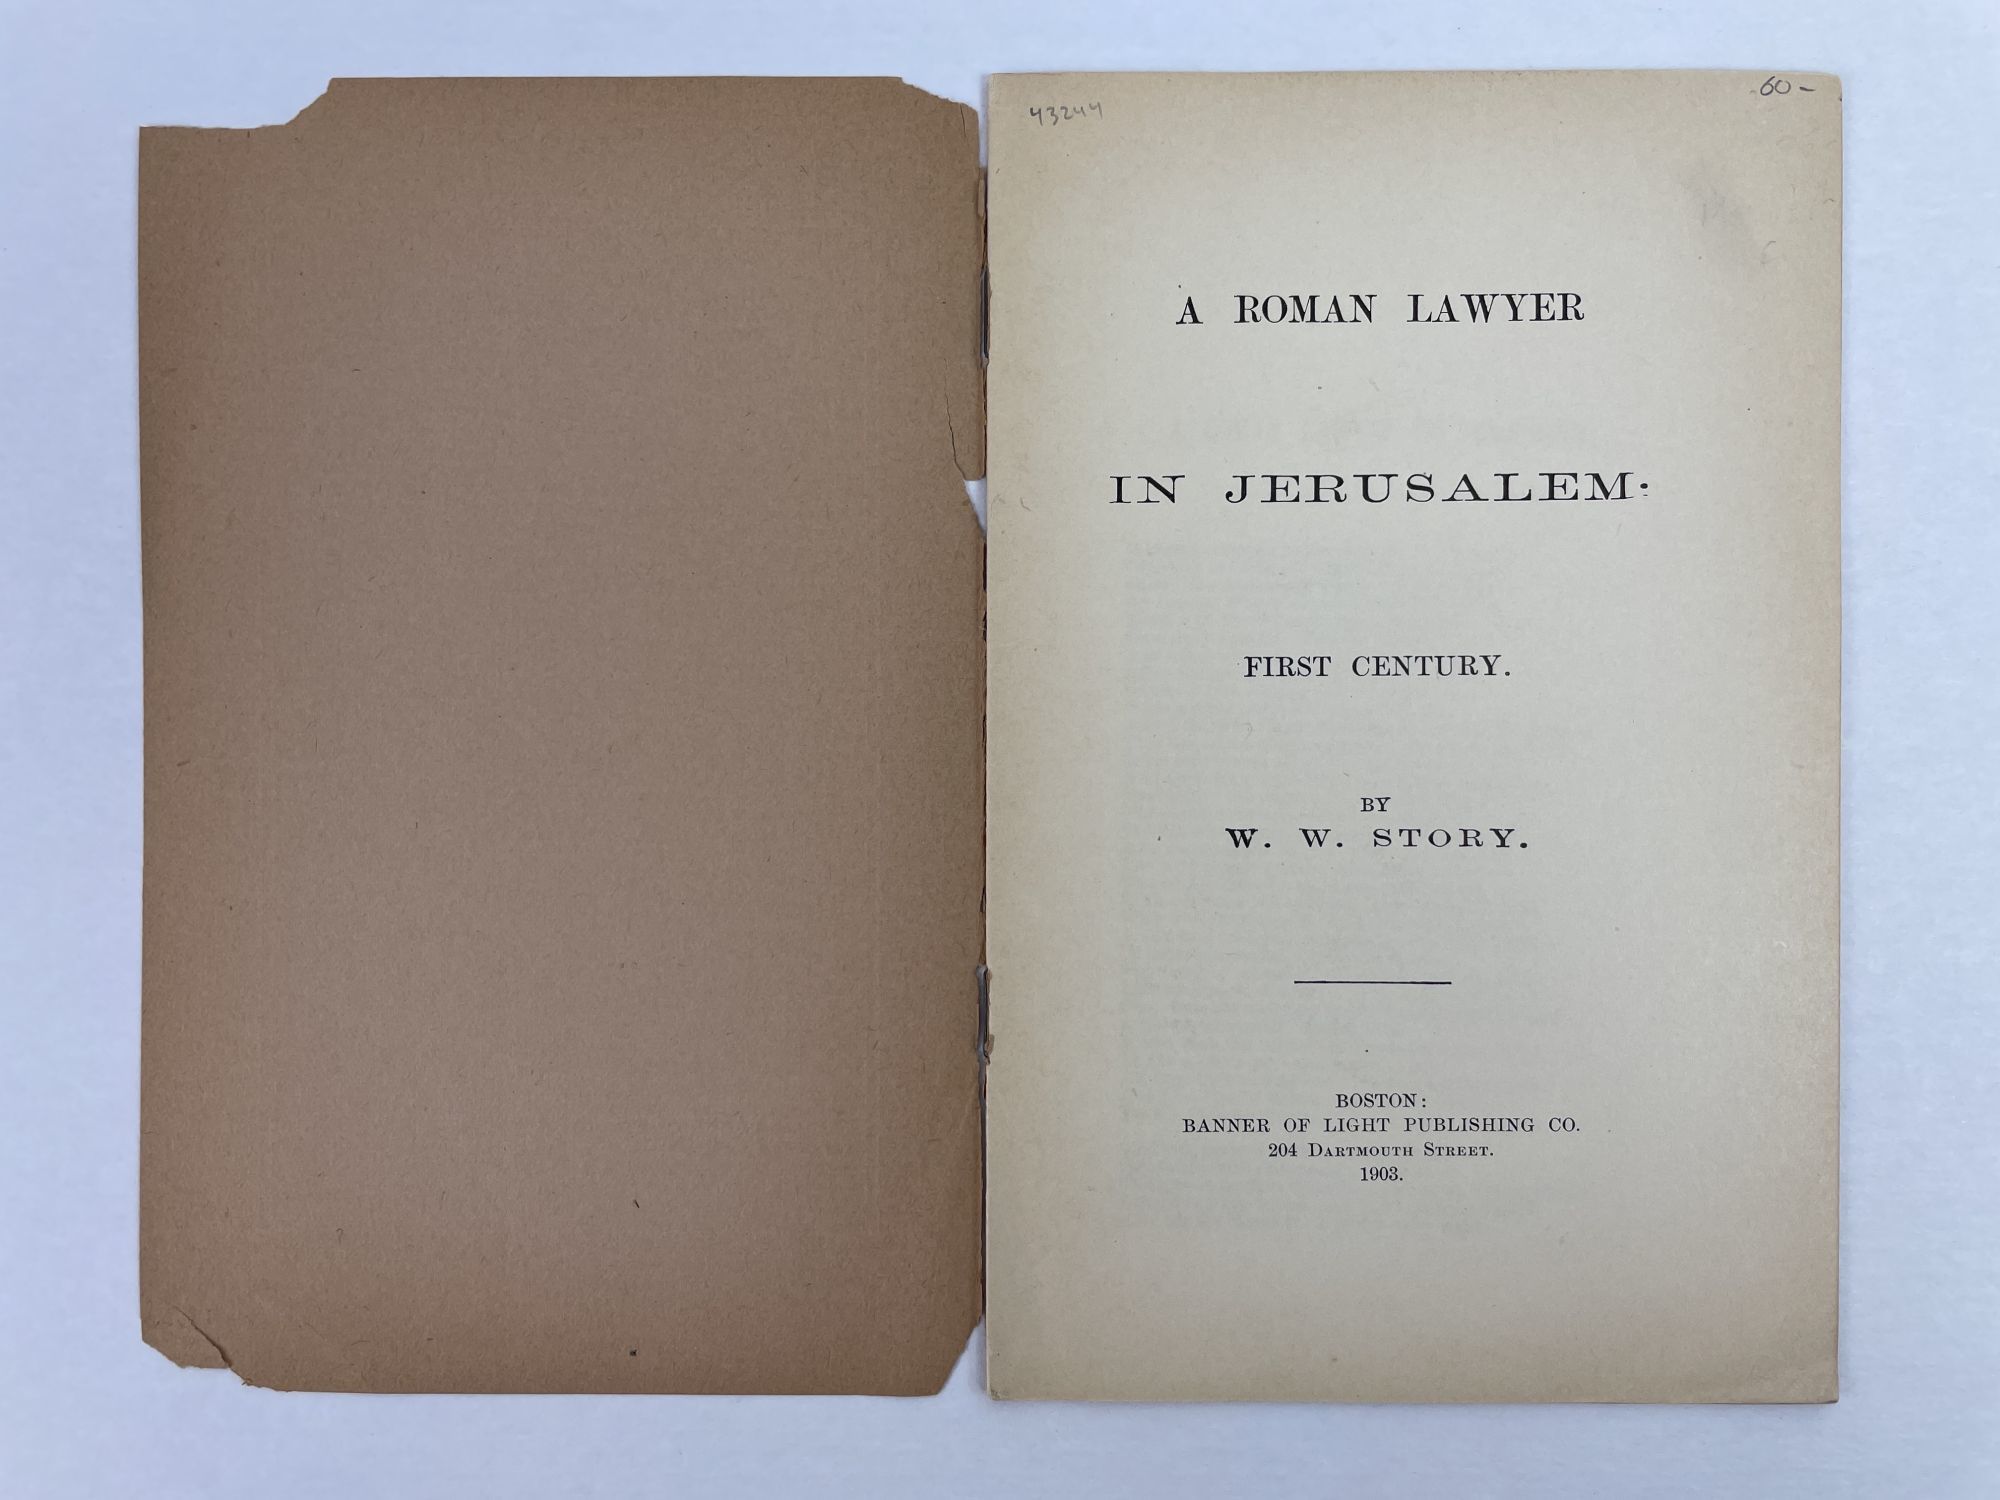 43244
60-
A ROMAN LAWYER
IN JERUSALEM:
FIRST CENTURY.
BY
W. W. STORY.
BOSTON:
BANNER OF LIGHT PUBLISHING CO.
204 DARTMOUTH STREET.
1903.